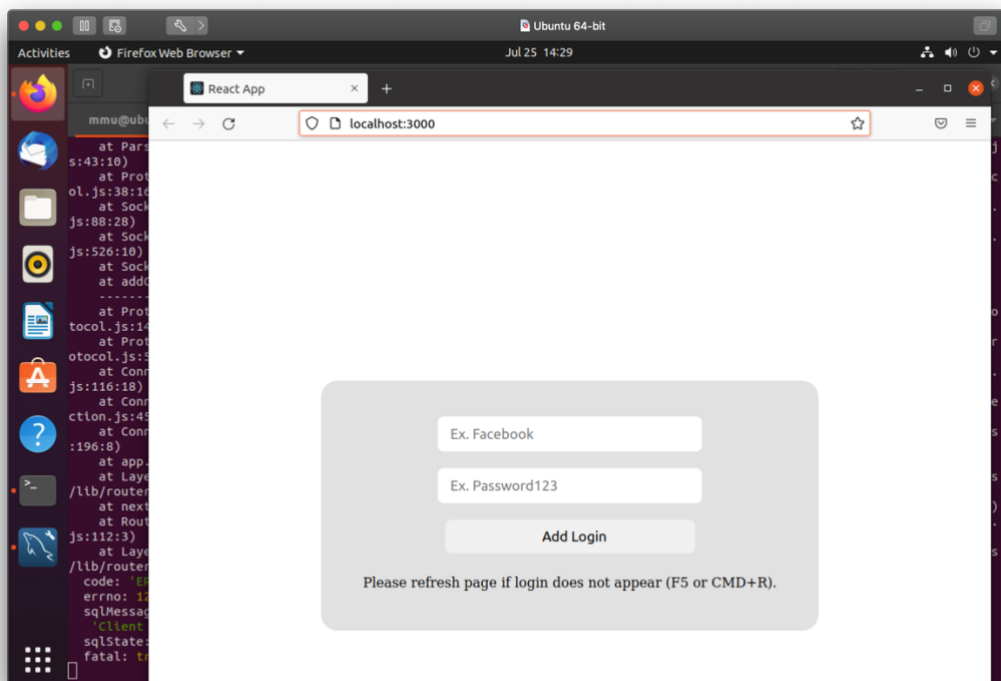 Ubuntu 64-bit
Activities
Firefox Web Browser
Jul 25 14:29
React App
mmu@ubu
localhost:3000
at Pars
s:43:10)
at Prot
ol.js:38:16
at Sock
js:88:28)
at Sock
js:526:10)
at Sock
at addC
-------
at Prot
tocol.js:14
at Prot
otocol.js:5
at Conn
js:116:18)
at Conn
ction.js:45
at Conn
:196:8)
at app.
at Laye
/lib/router
at next
at Rout
js:112:3)
at Laye
/lib/router
code: 'ER
errno: 12
sqlMessag
'Client
sqlState:
fatal: tr
Ex. Facebook
Ex. Password123
Add Login
Please refresh page if login does not appear (F5 or CMD+R).